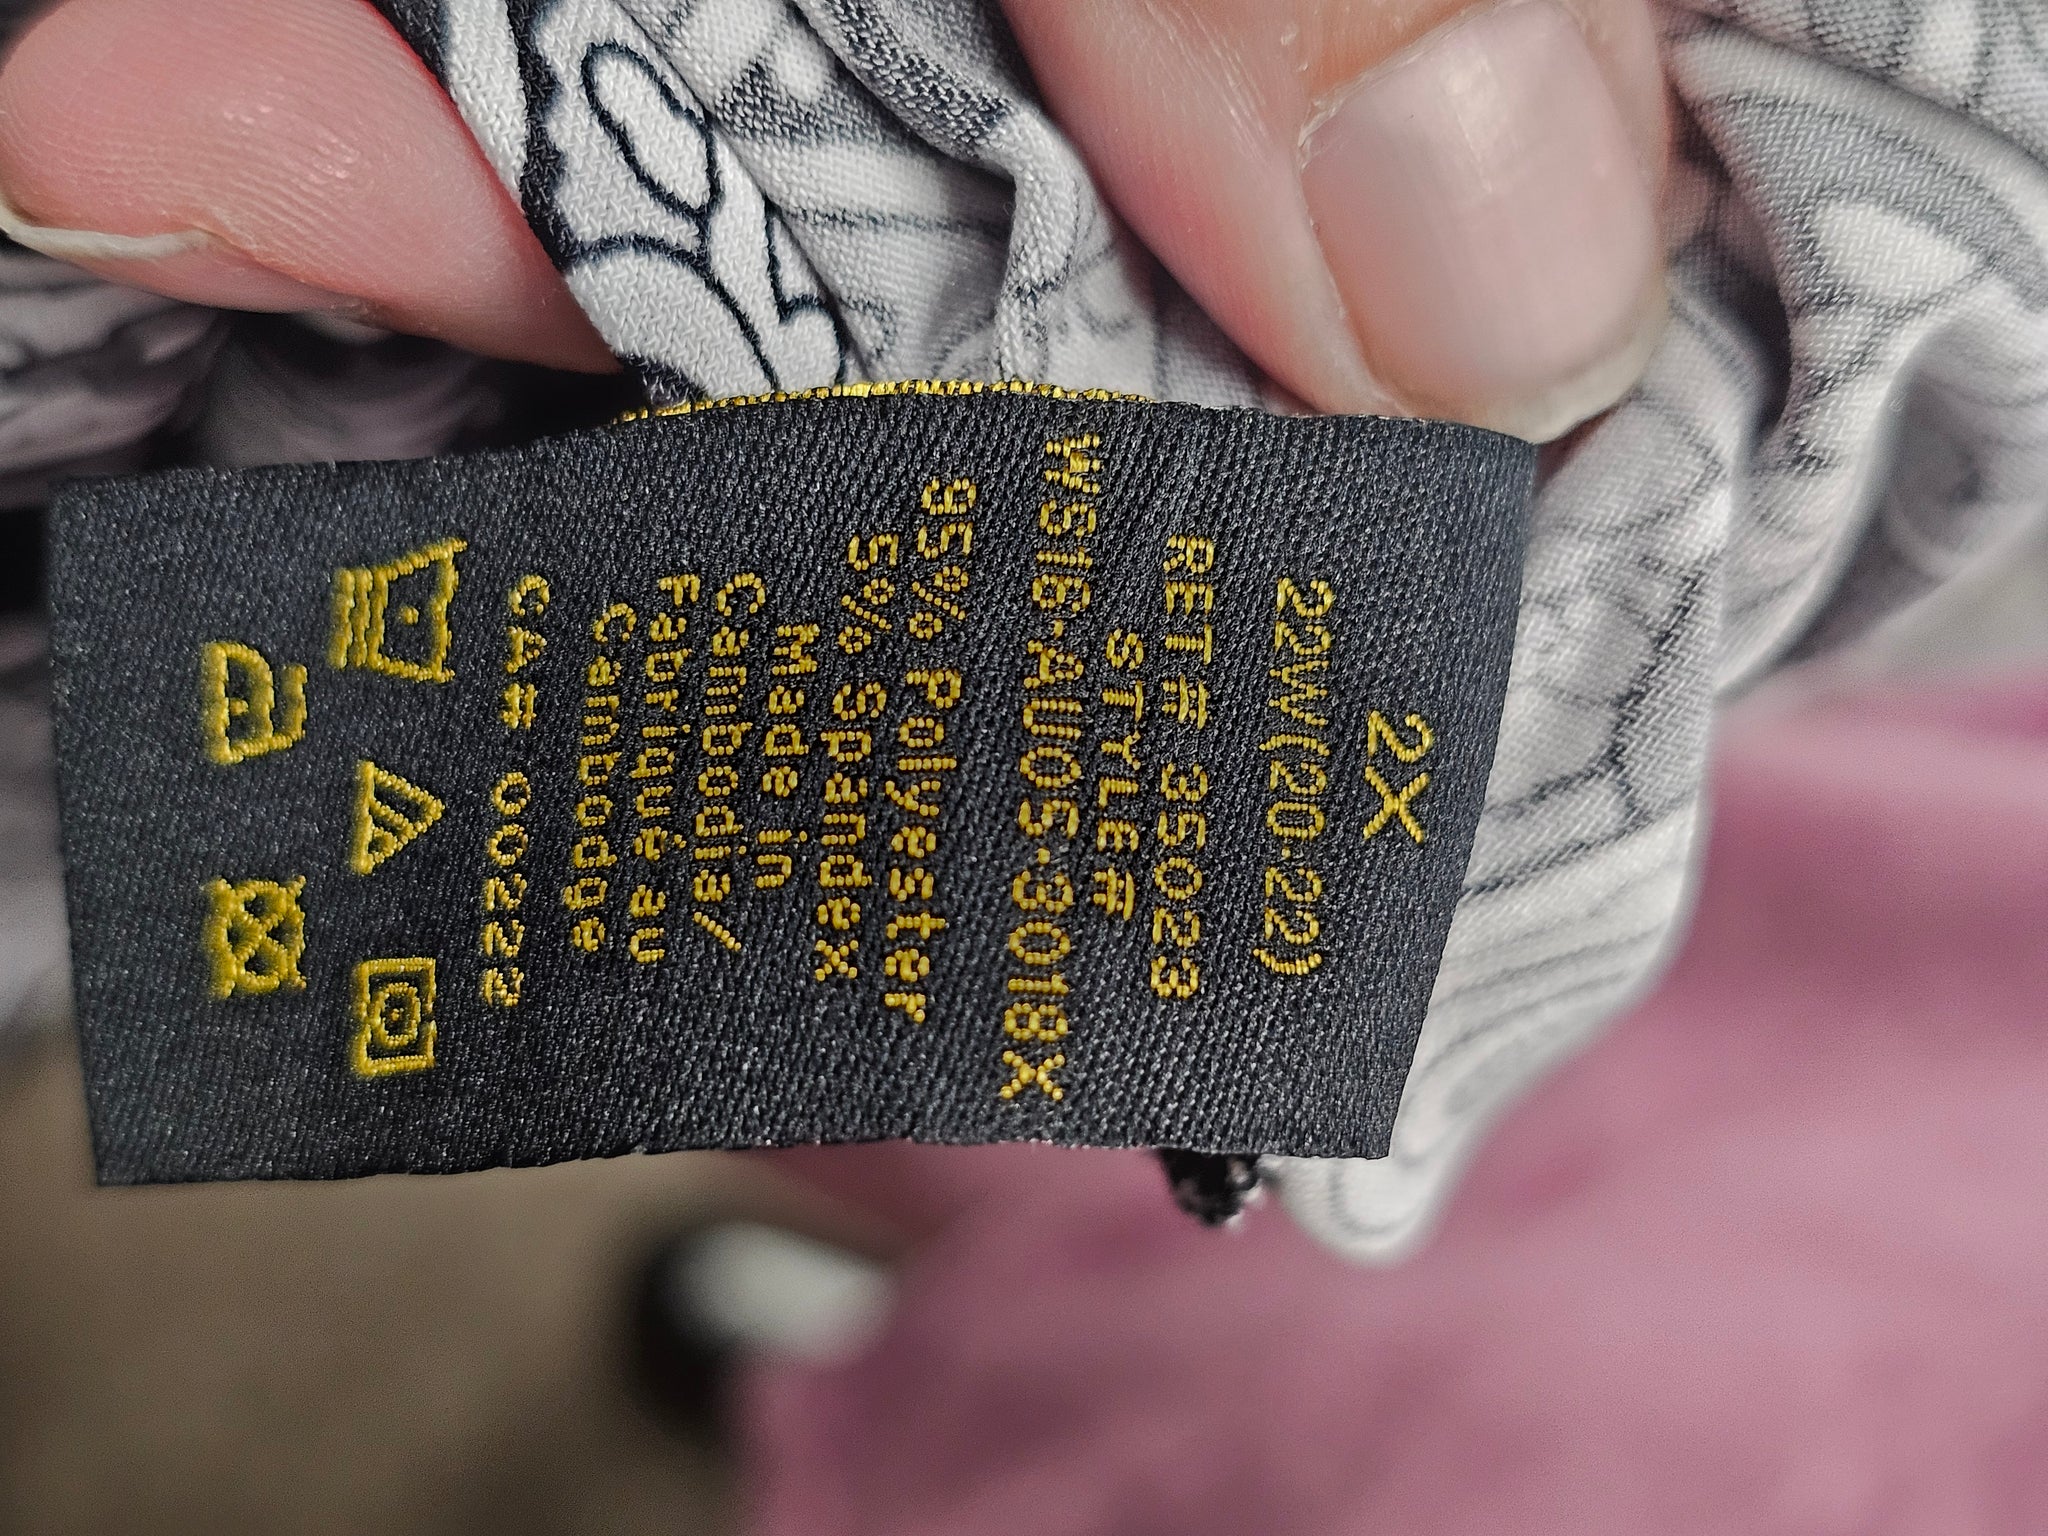 2X
22W(20-22)
RET# 35023
STYLE#
W516-AW05-3018X
95% Polyester
5% Spandex
Made in
Cambodia/
Fabriqué au
Cambodge
CA# 00222